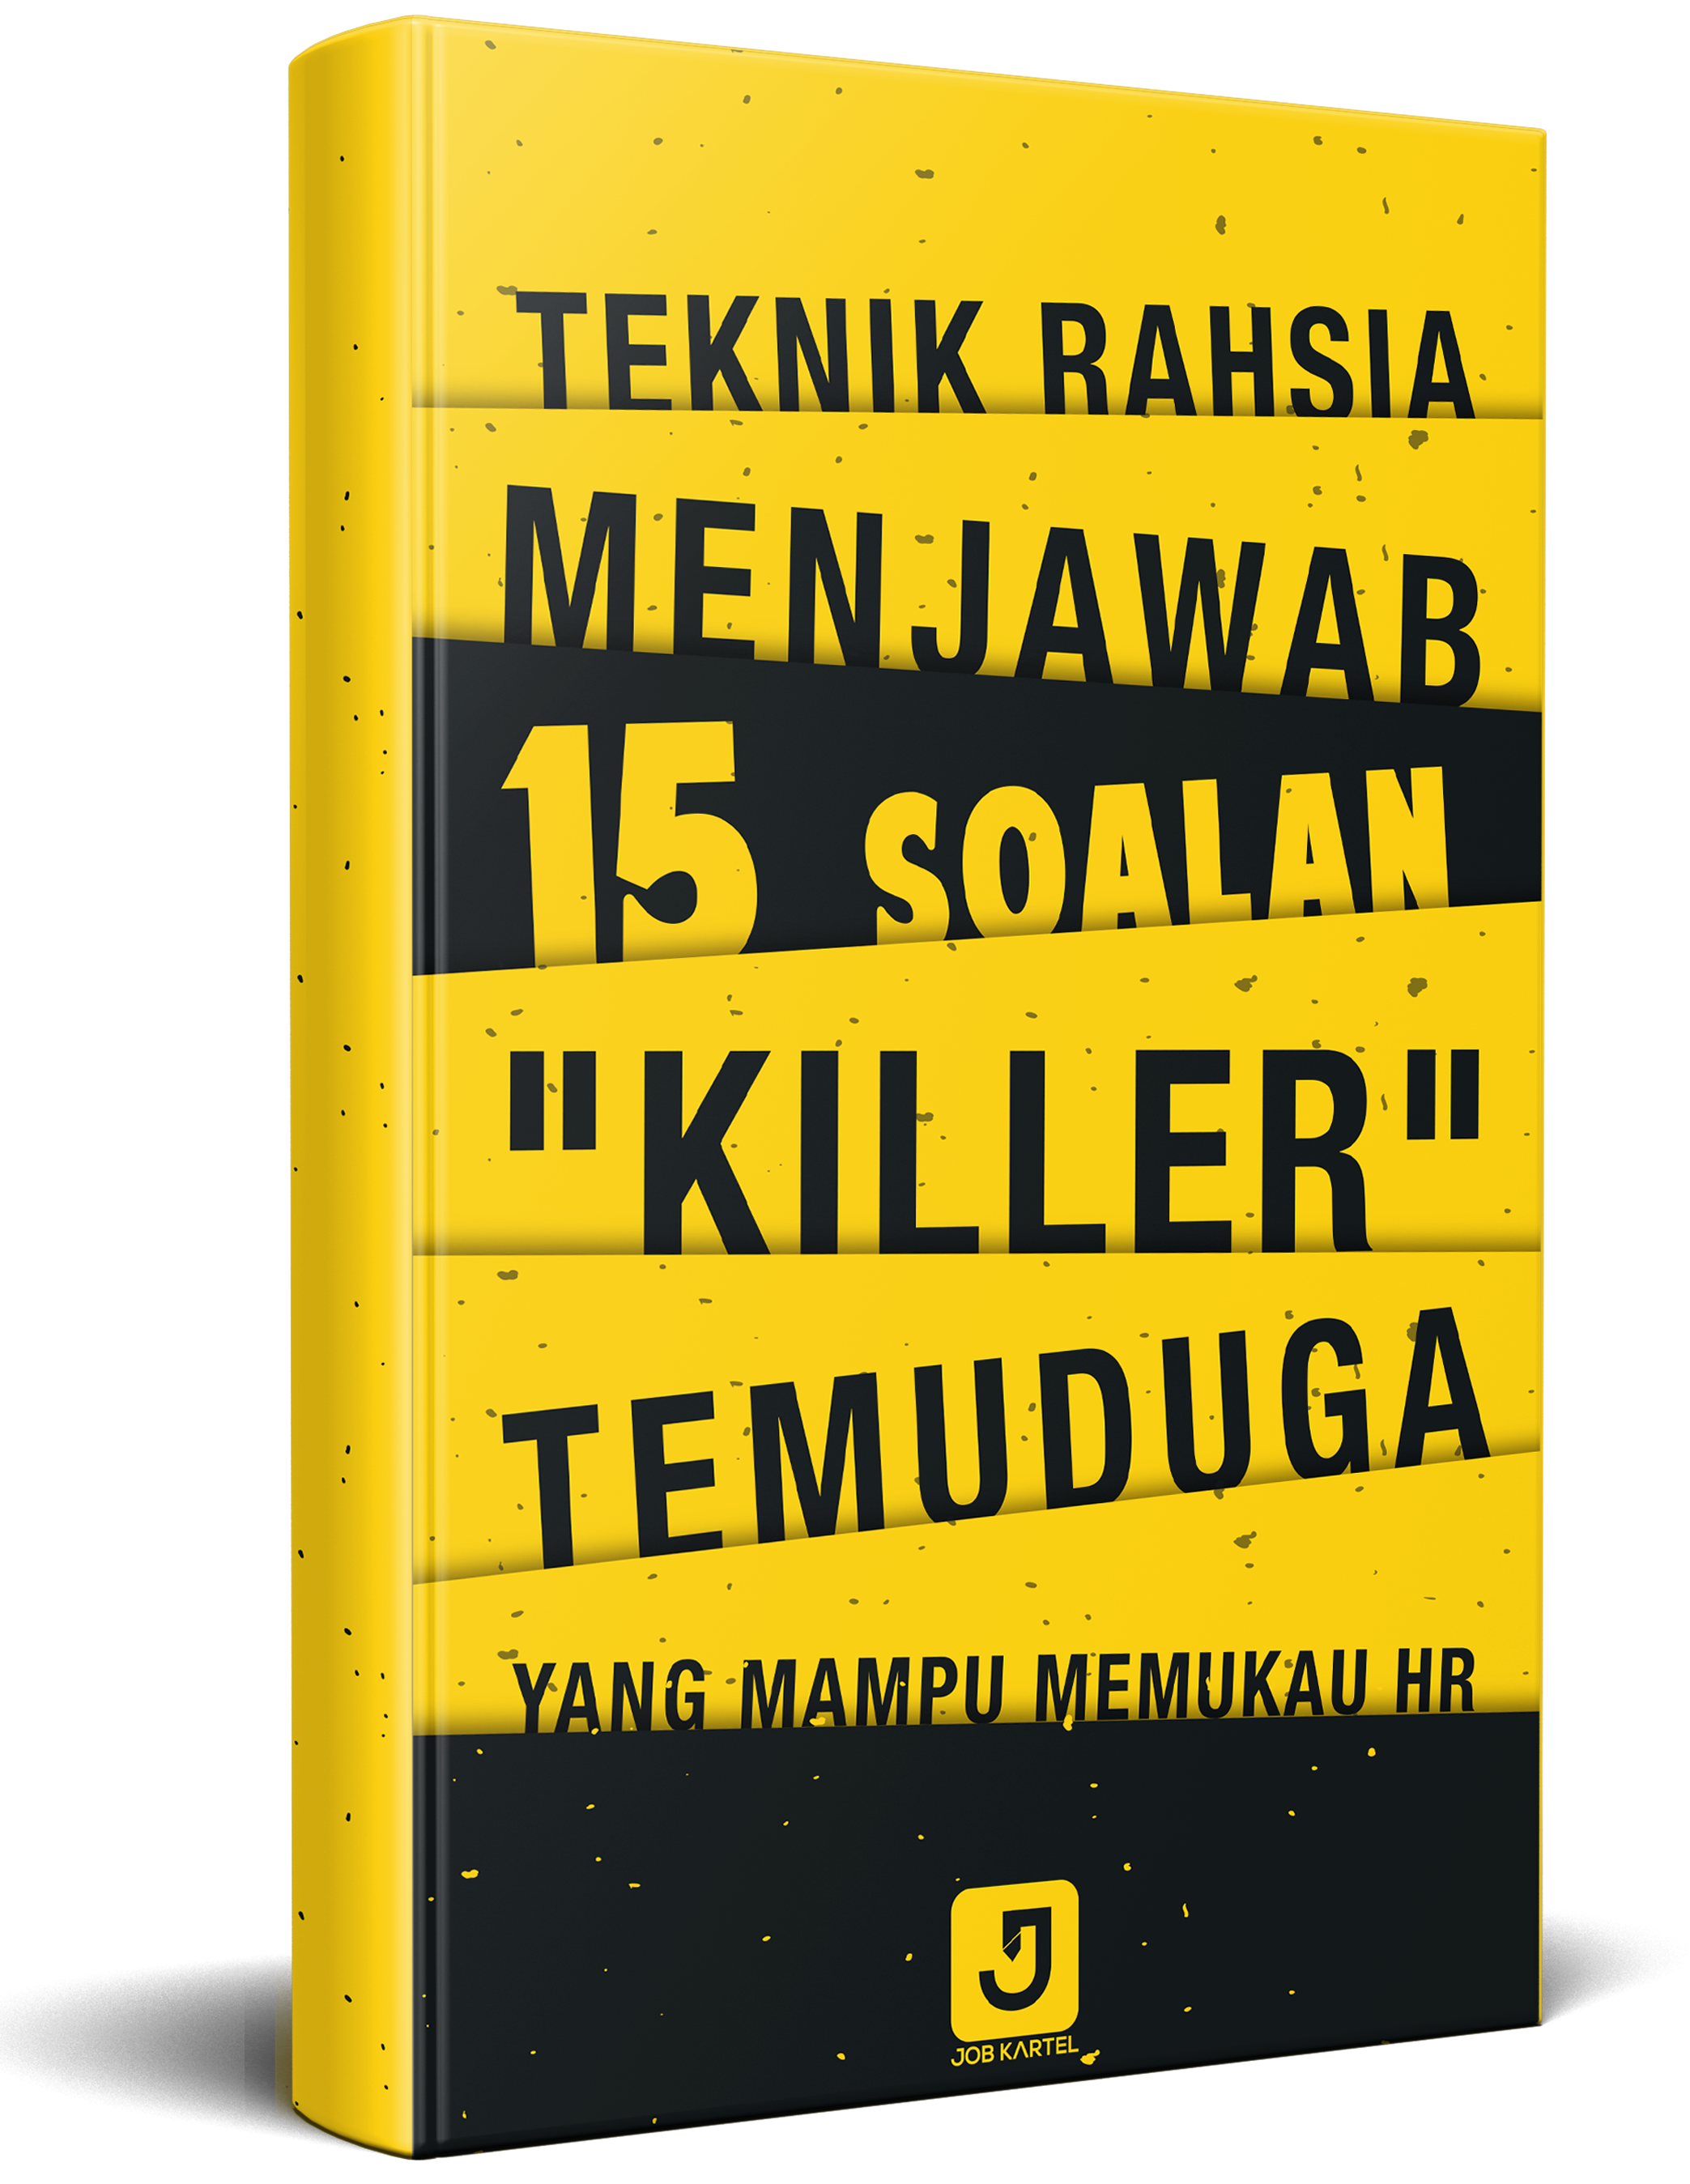 TEKNIK RAHSIA
MENJAWAB
15 SOALAN
"KILLER"
TEMUDUGA
YANG MAMPU MEMUKAU HR
J
JOB KARTEL